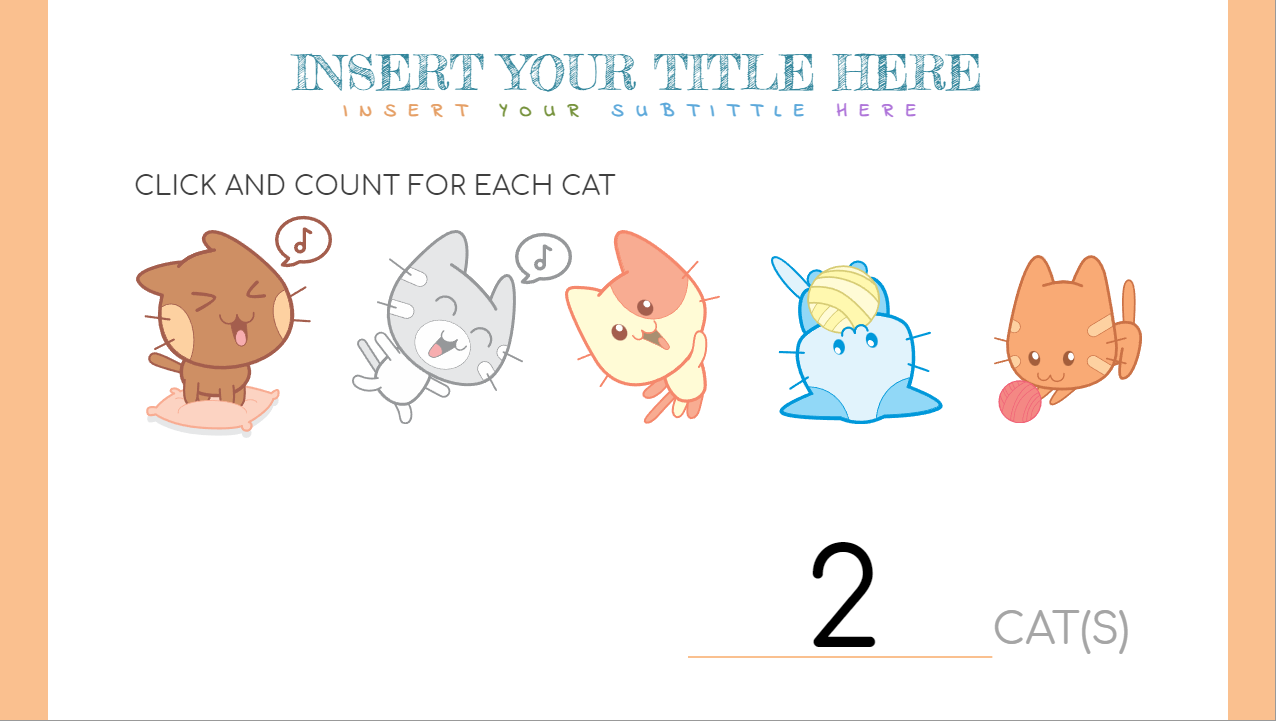 INSERT YOUR TITLE HERE
INSERT YOUR SUBTITTLE HERE
CLICK AND COUNT FOR EACH CAT
2 CAT(S)